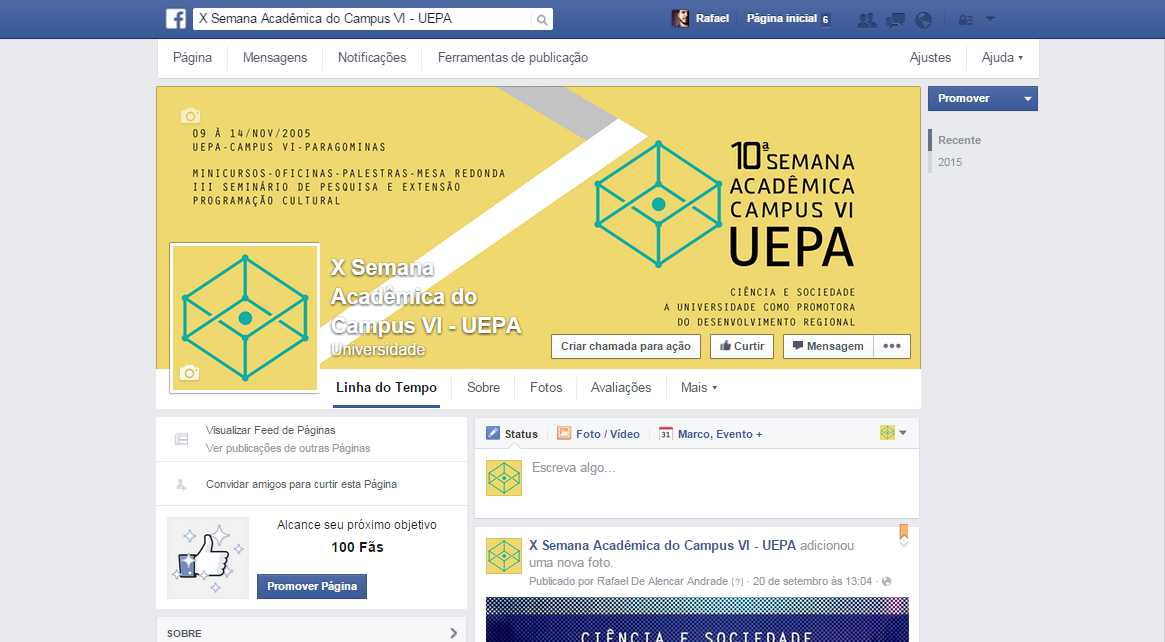 X Semana Acadêmica do Campus VI - UEPA
Rafael
Página inicial 6
Página
Mensagens
Notificações
Ferramentas de publicação
Ajustes
Ajuda
09 À 14/NOV/2005
UEPA-CAMPUS VI-PARAGOMINAS
MINICURSOS-OFICINAS-PALESTRAS-MESA REDONDA
III SEMINÁRIO DE PESQUISA E EXTENSÃO
PROGRAMAÇÃO CULTURAL
10ª SEMANA
ACADÊMICA
CAMPUS VI
UEPA
CIÊNCIA E SOCIEDADE
A UNIVERSIDADE COMO PROMOTORA
DO DESENVOLVIMENTO REGIONAL
X Semana
Acadêmica do
Campus VI - UEPA
Universidade
Criar chamada para ação
Curtir
Mensagem
•••
Promover
Recente
2015
Linha do Tempo
Sobre
Fotos
Avaliações
Mais
Visualizar Feed de Páginas
Ver publicações de outras Páginas
Convidar amigos para curtir esta Página
Alcance seu próximo objetivo
100 Fãs
Promover Página
SOBRE
Status
Foto / Vídeo
31 Marco, Evento +
Escreva algo...
X Semana Acadêmica do Campus VI - UEPA adicionou
uma nova foto.
Publicado por Rafael De Alencar Andrade [?] · 20 de setembro às 13:04 ·
CIÊNCIA E SOCIEDADE